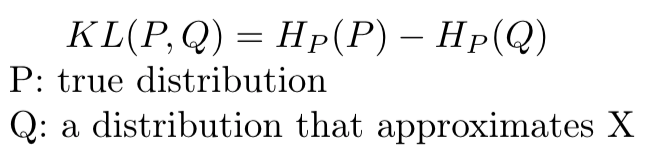 KL(P, Q) = H_P(P) − H_P(Q)
P: true distribution
Q: a distribution that approximates X